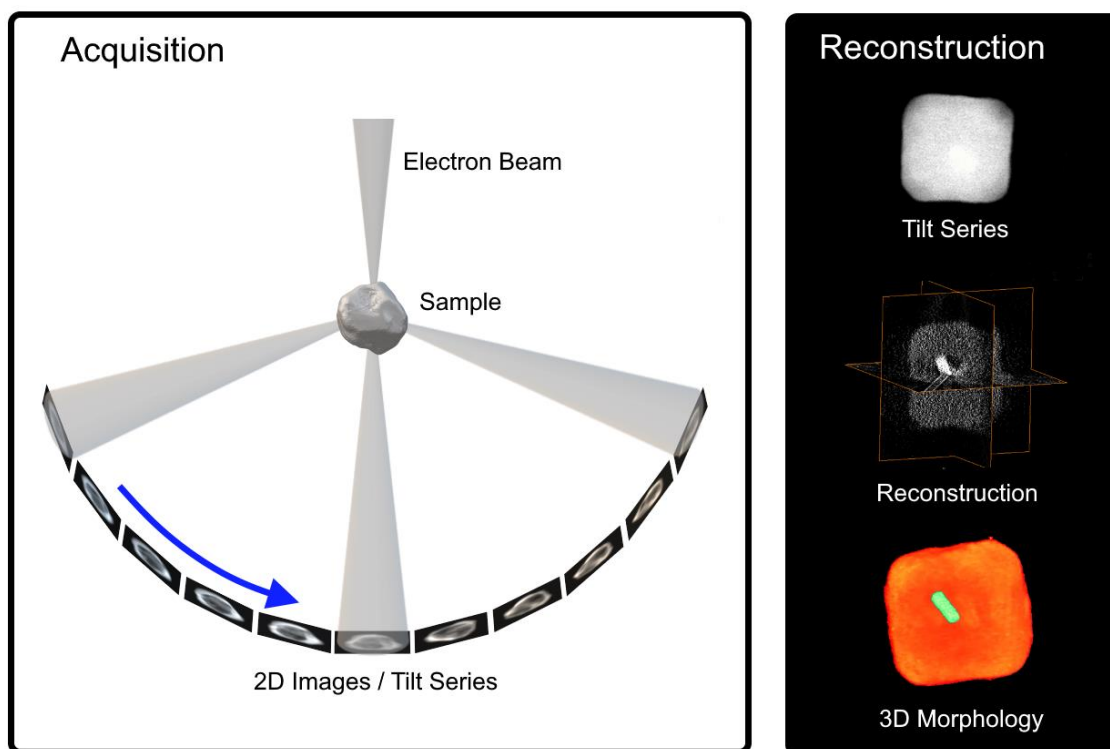 Acquisition
Electron Beam
Sample
2D Images / Tilt Series
Reconstruction
Tilt Series
Reconstruction
3D Morphology